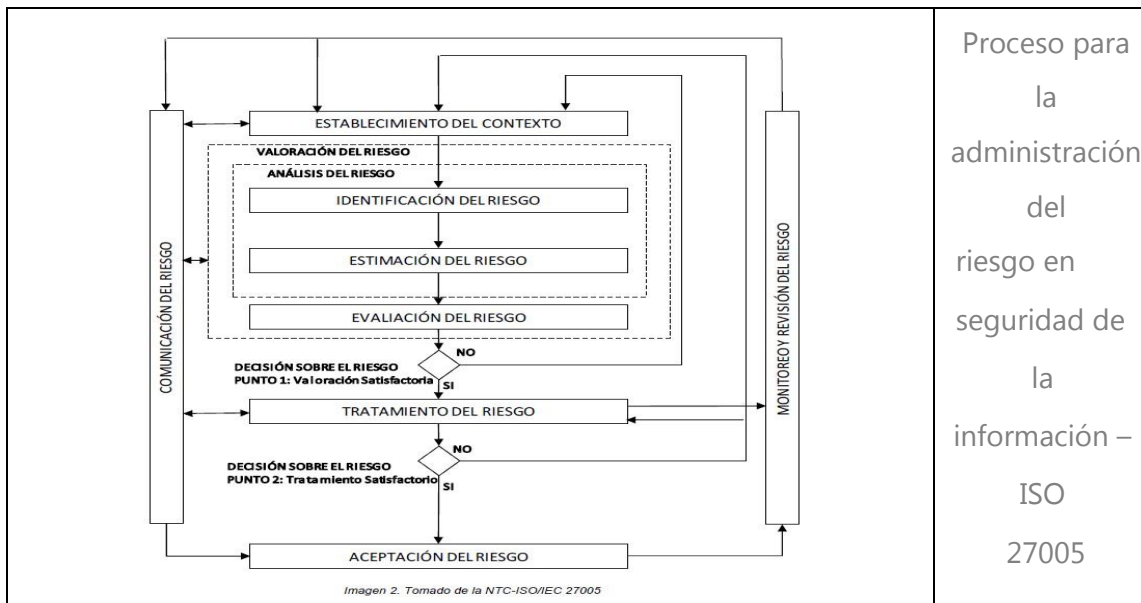 ESTABLECIMIENTO DEL CONTEXTO
VALORACIÓN DEL RIESGO
ANÁLISIS DEL RIESGO
IDENTIFICACIÓN DEL RIESGO
ESTIMACIÓN DEL RIESGO
EVALIACIÓN DEL RIESGO
NO
DECISIÓN SOBRE EL RIESGO
PUNTO 1: Valoración Satisfactoria
SI
TRATAMIENTO DEL RIESGO
NO
DECISIÓN SOBRE EL RIESGO
PUNTO 2: Tratamiento Satisfactorio
SI
ACEPTACIÓN DEL RIESGO
COMUNICACIÓN DEL RIESGO
MONITOREO Y REVISIÓN DEL RIESGO
Imagen 2. Tomado de la NTC-ISO/IEC 27005
Proceso para
la
administración
del
riesgo en
seguridad de
la
información –
ISO
27005